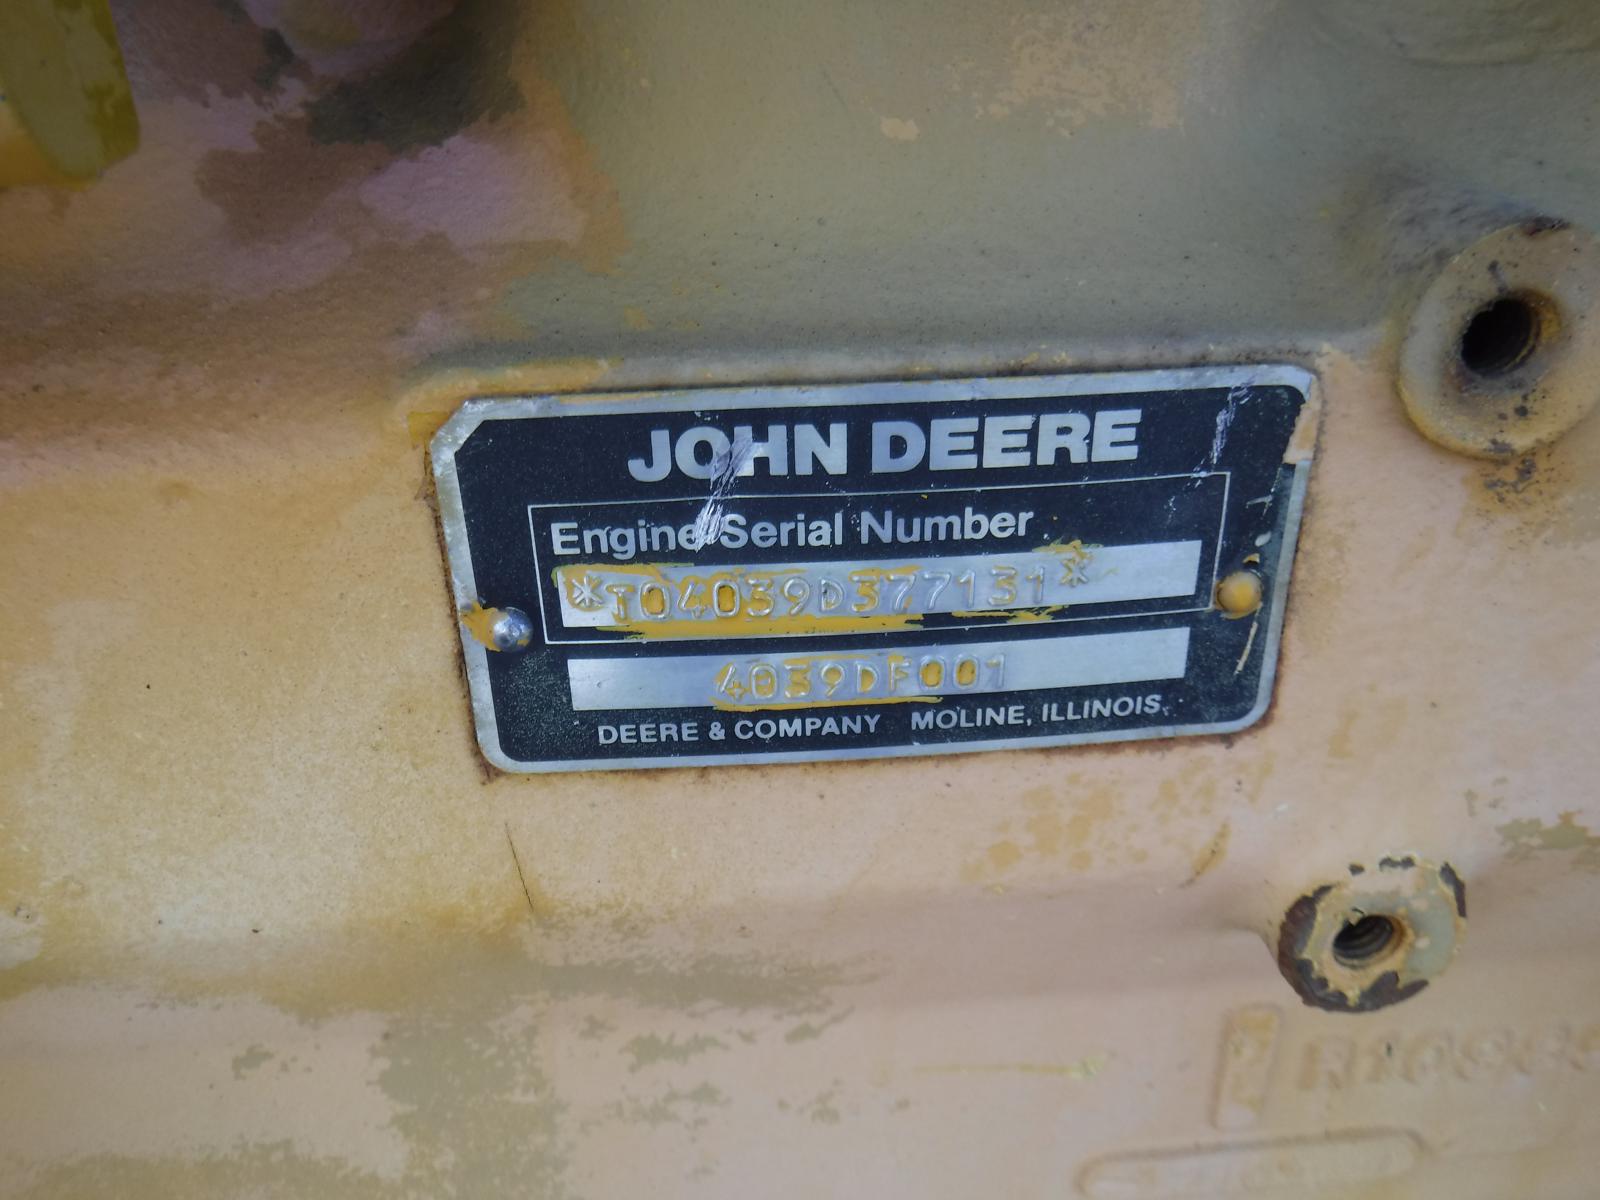 JOHN DEERE
Engine Serial Number
*T04039D377131*
4039DF001
DEERE & COMPANY MOLINE, ILLINOIS